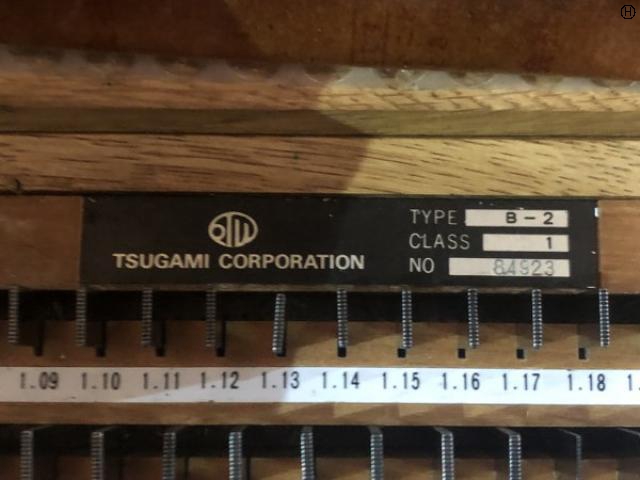 H
TYPE B-2
CLASS 1
TSUGAMI CORPORATION
NO 84923
1.09 1.10 1.11 1.12 1.13 1.14 1.15 1.16 1.17 1.18